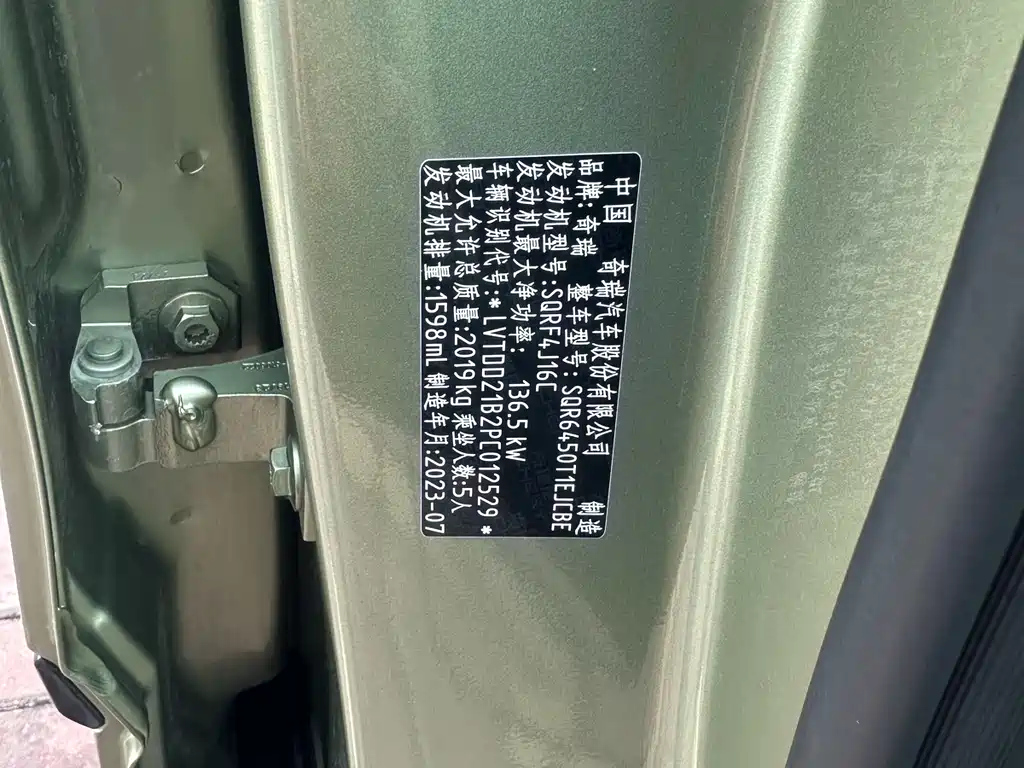 中国 奇瑞汽车股份有限公司 制造
品牌:奇瑞 整车型号:SQR6450T1EJCBE
发动机型号:SQRF4J16C
发动机最大净功率: 136.5 kW
车辆识别代号:*LVTDD21B2PC012529*
最大允许总质量:2019kg 乘坐人数:5人
发动机排量:1598mL 制造年月:2023-07